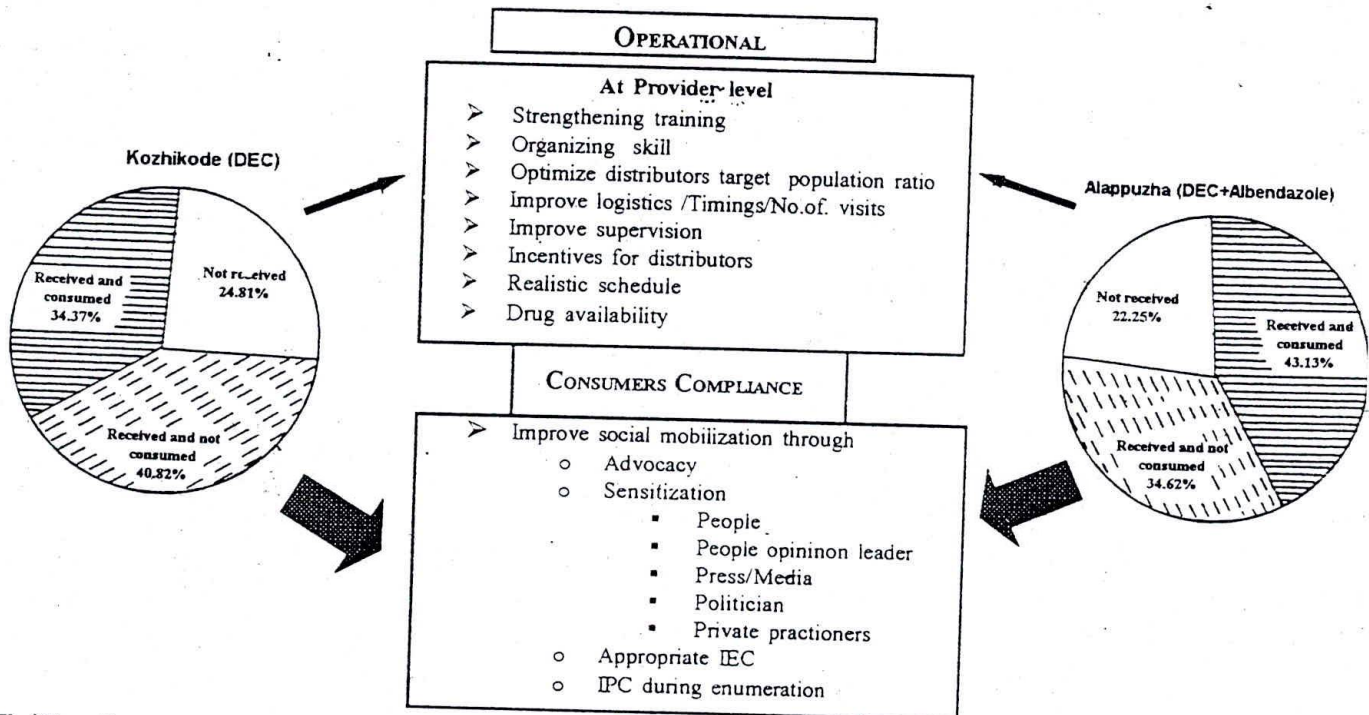 OPERATIONAL
At Provider level
➢ Strengthening training
➢ Organizing skill
➢ Optimize distributors target population ratio
➢ Improve logistics /Timings/No.of. visits
➢ Improve supervision
➢ Incentives for distributors
➢ Realistic schedule
➢ Drug availability
Kozhikode (DEC)
Received and
consumed
34.37%
Not received
24.81%
Received and not
consumed
40.82%
Alappuzha (DEC+Albendazole)
Not received
22.25%
Received and
consumed
43.13%
Received and not
consumed
34.62%
CONSUMERS COMPLIANCE
➢ Improve social mobilization through
o Advocacy
o Sensitization
▪ People
▪ People opininon leader
▪ Press/Media
▪ Politician
▪ Private practioners
o Appropriate IEC
o IPC during enumeration